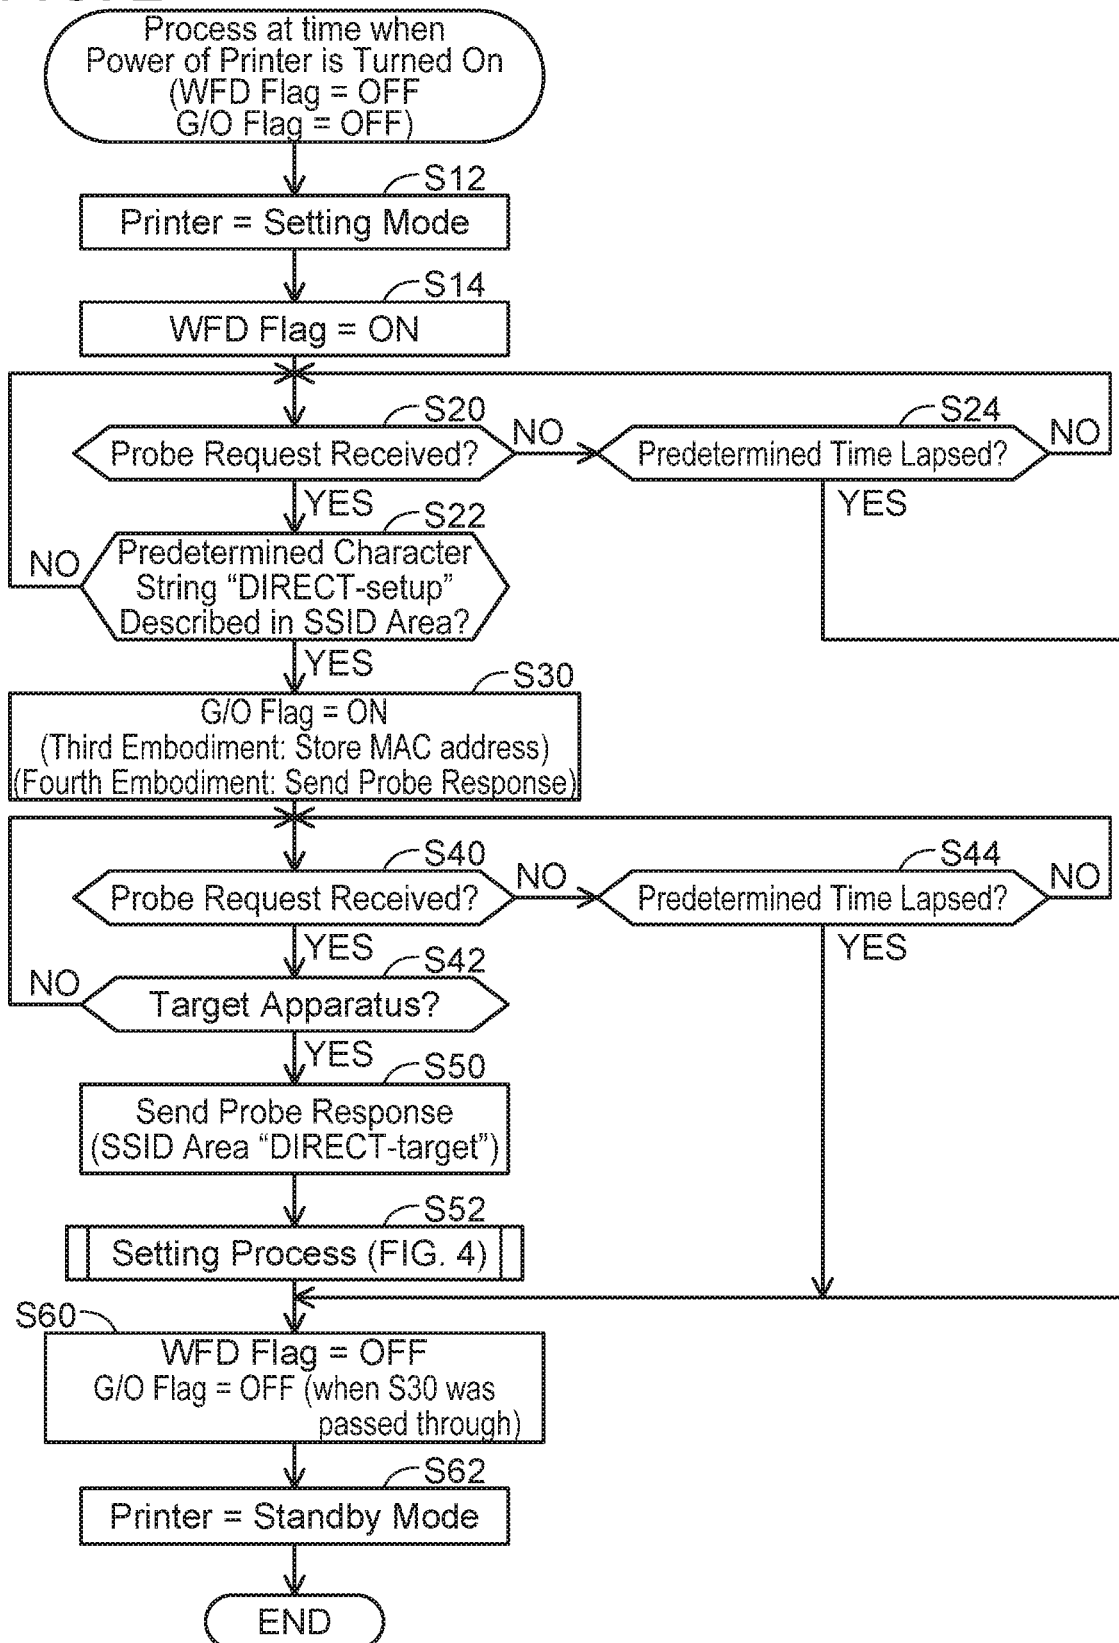 Process at time when
Power of Printer is Turned On
(WFD Flag = OFF
G/O Flag = OFF)
S12
Printer = Setting Mode
S14
WFD Flag = ON
S20
Probe Request Received?
NO
S24
Predetermined Time Lapsed?
NO
YES
YES
S22
Predetermined Character
String “DIRECT-setup”
Described in SSID Area?
NO
YES
S30
G/O Flag = ON
(Third Embodiment: Store MAC address)
(Fourth Embodiment: Send Probe Response)
S40
Probe Request Received?
NO
S44
Predetermined Time Lapsed?
NO
YES
YES
S42
Target Apparatus?
NO
YES
S50
Send Probe Response
(SSID Area “DIRECT-target”)
S52
Setting Process (FIG. 4)
S60
WFD Flag = OFF
G/O Flag = OFF (when S30 was
passed through)
S62
Printer = Standby Mode
END